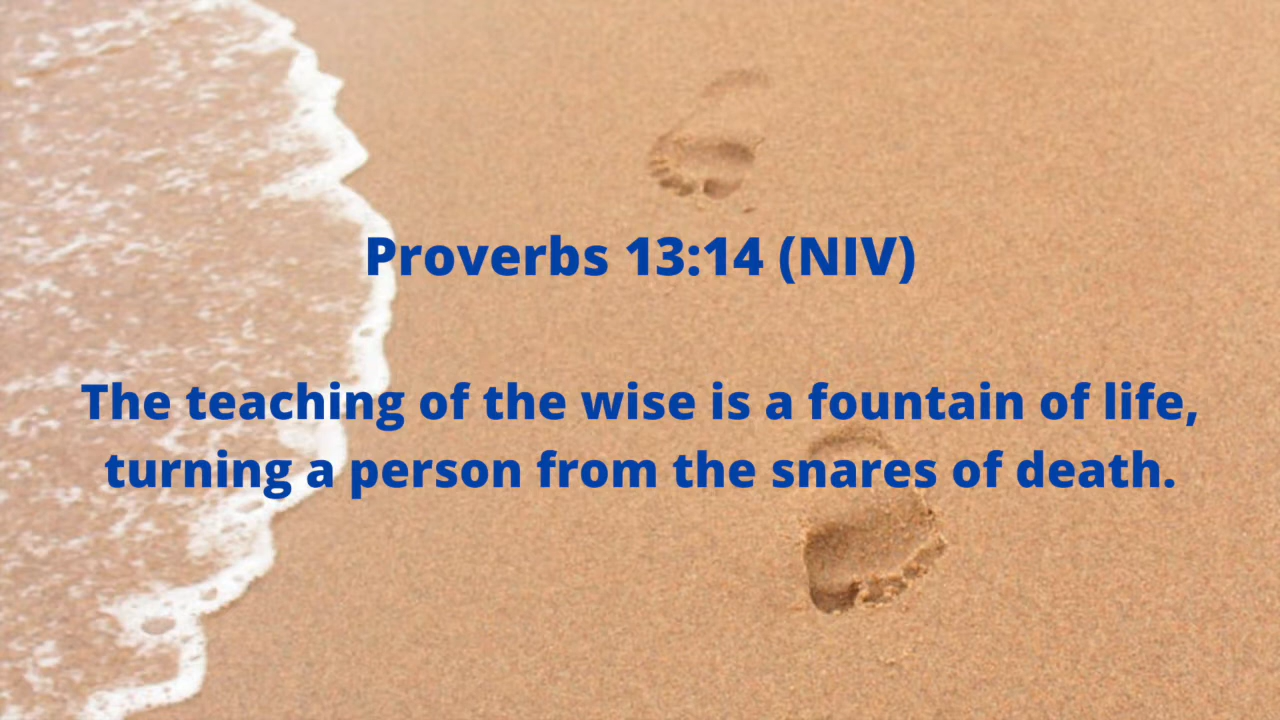 Proverbs 13:14 (NIV)
The teaching of the wise is a fountain of life,
turning a person from the snares of death.